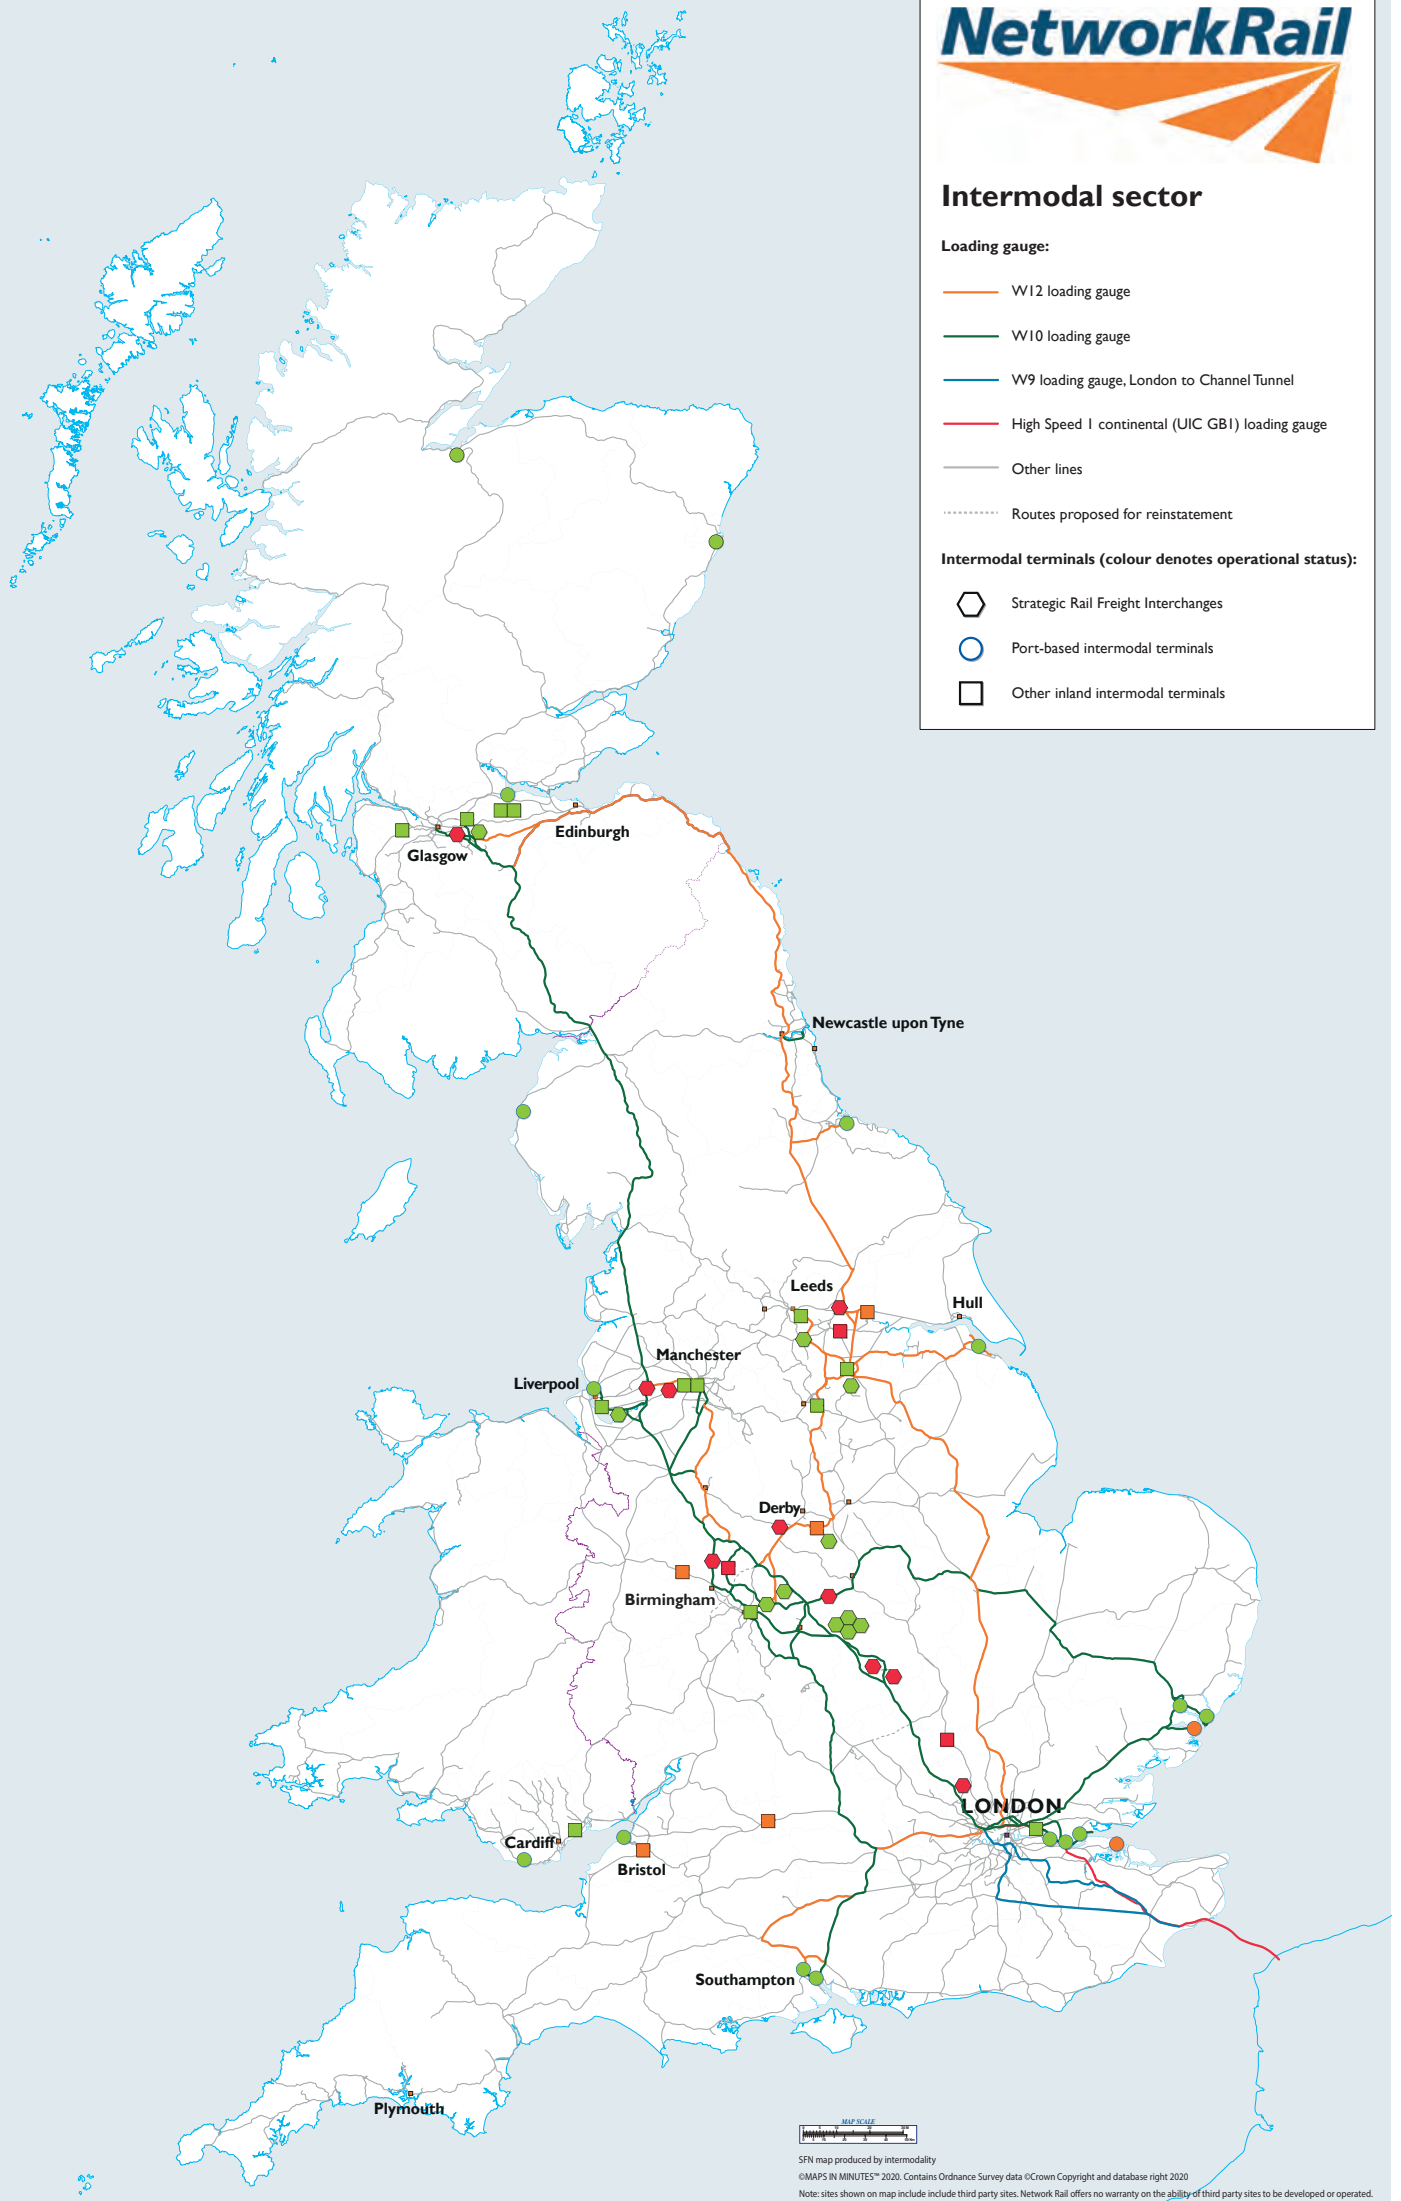 NetworkRail
Intermodal sector
Loading gauge:
W12 loading gauge
W10 loading gauge
W9 loading gauge, London to Channel Tunnel
High Speed 1 continental (UIC GB1) loading gauge
Other lines
Routes proposed for reinstatement
Intermodal terminals (colour denotes operational status):
Strategic Rail Freight Interchanges
Port-based intermodal terminals
Other inland intermodal terminals
Edinburgh
Glasgow
Newcastle upon Tyne
Leeds
Hull
Manchester
Liverpool
Derby
Birmingham
LONDON
Cardiff
Bristol
Southampton
Plymouth
MAP SCALE
SFN map produced by intermodality
©MAPS IN MINUTES™ 2020. Contains Ordnance Survey data ©Crown Copyright and database right 2020
Note: sites shown on map include include third party sites. Network Rail offers no warranty on the ability of third party sites to be developed or operated.